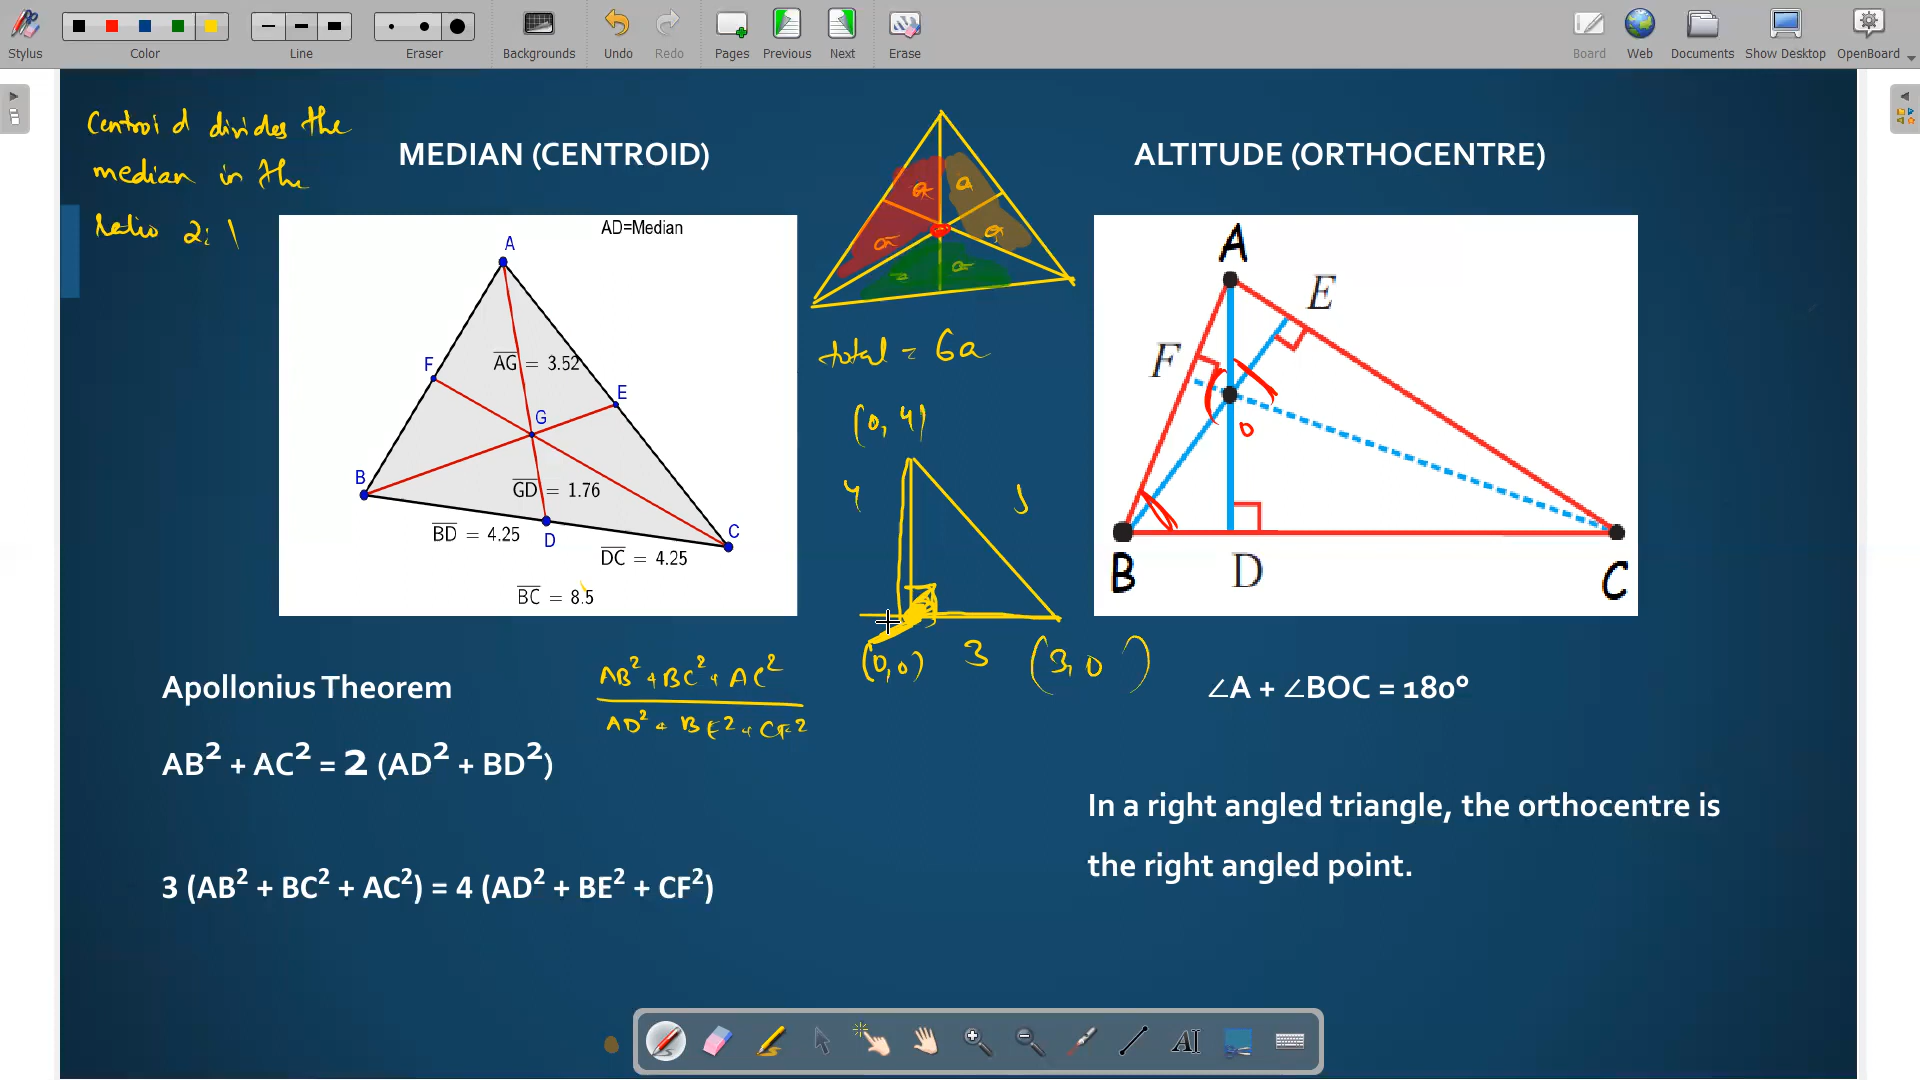 Stylus
Color
Line
Eraser
Backgrounds
Undo
Redo
Pages
Previous
Next
Erase
Board
Web
Documents
Show Desktop
OpenBoard
Centroid divides the
median in the
Ratio 2:1
MEDIAN (CENTROID)
AD=Median
A
F
AG = 3.52
E
G
B
GD = 1.76
BD = 4.25
D
C
DC = 4.25
BC = 8.5
a
a
a
a
a
total = 6a
(0, 4)
4
(0,0)
3
(3,0)
ALTITUDE (ORTHOCENTRE)
A
E
F
O
B
D
C
Apollonius Theorem
AB² + AC² = 2 (AD² + BD²)
3 (AB² + BC² + AC²) = 4 (AD² + BE² + CF²)
AB² + BC² + AC²
AD² + BE² + CF²
∠A + ∠BOC = 180°
In a right angled triangle, the orthocentre is
the right angled point.
AI